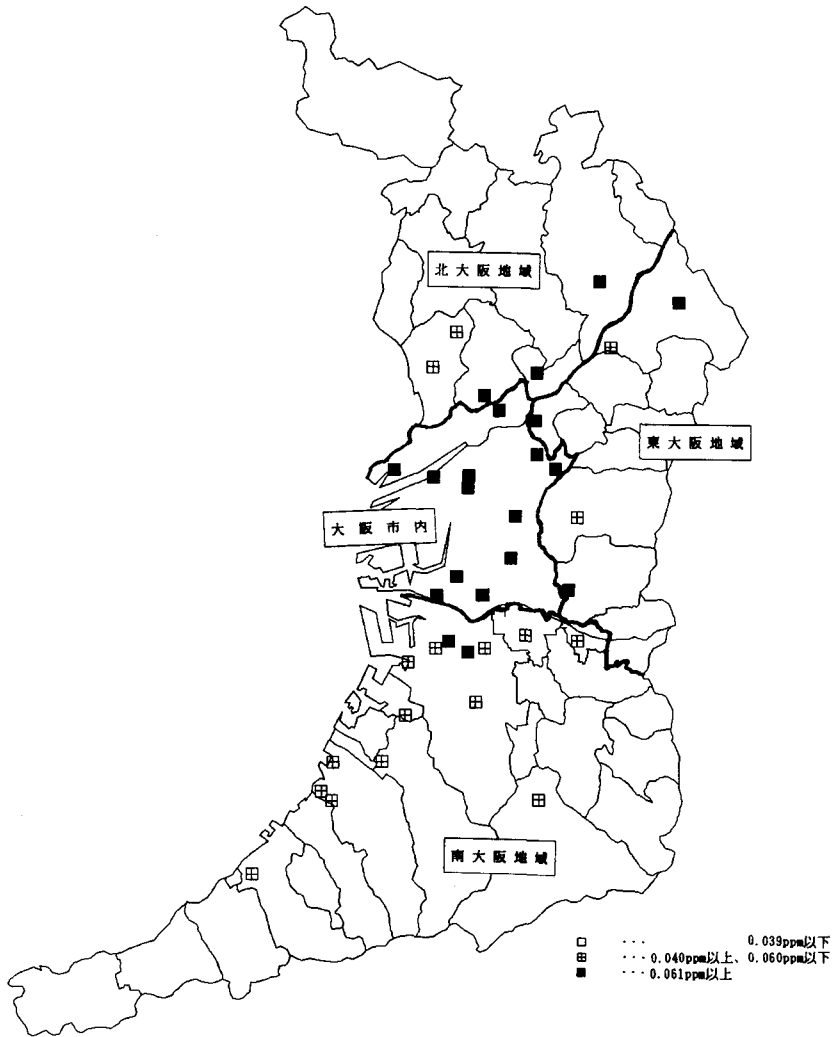 北大阪地域
東大阪地域
大阪市内
南大阪地域
□ ··· 0.039ppm以下
⊞ ···0.040ppm以上、0.060ppm以下
■ ···0.061ppm以上